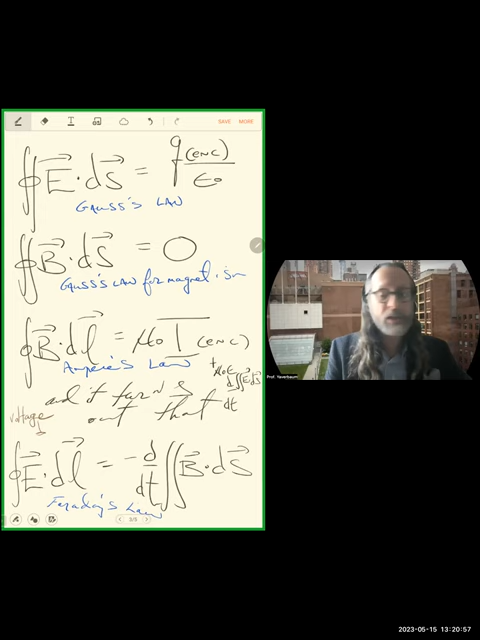 SAVE MORE
∯E⃗·dS⃗ = q(enc)/ε₀
GAUSS'S LAW
∯B⃗·dS⃗ = 0
GAUSS'S LAW for magnetism
∮B⃗·dl⃗ = μ₀I(enc)
Ampere's Law
+μ₀ε₀ d∬E⃗·dS⃗/dt
and it turns
out that
voltage
∮E⃗·dl⃗ = -d/dt ∬B⃗·dS⃗
Faraday's Law
3/5
Prof. Yaverbaum
2023-05-15 13:20:57